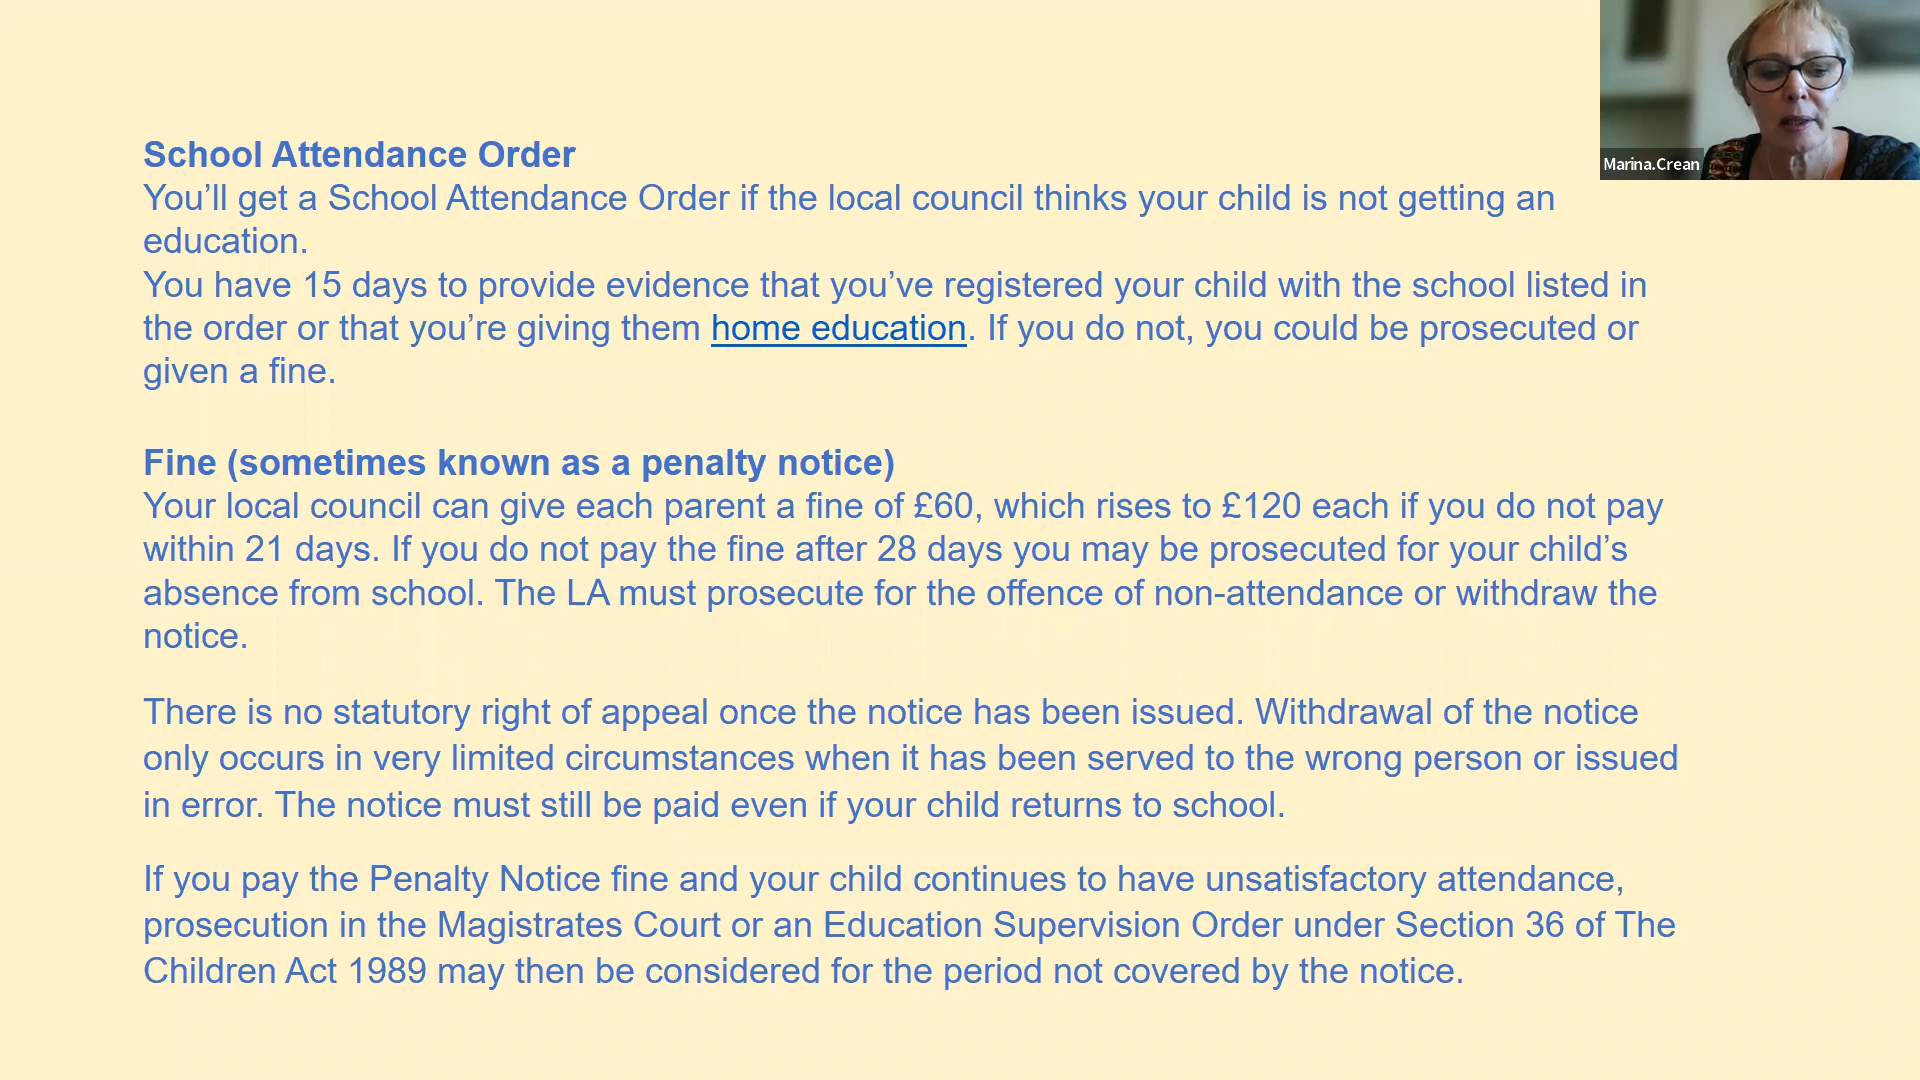 School Attendance Order
You’ll get a School Attendance Order if the local council thinks your child is not getting an
education.
You have 15 days to provide evidence that you’ve registered your child with the school listed in
the order or that you’re giving them home education. If you do not, you could be prosecuted or
given a fine.
Fine (sometimes known as a penalty notice)
Your local council can give each parent a fine of £60, which rises to £120 each if you do not pay
within 21 days. If you do not pay the fine after 28 days you may be prosecuted for your child’s
absence from school. The LA must prosecute for the offence of non-attendance or withdraw the
notice.
There is no statutory right of appeal once the notice has been issued. Withdrawal of the notice
only occurs in very limited circumstances when it has been served to the wrong person or issued
in error. The notice must still be paid even if your child returns to school.
If you pay the Penalty Notice fine and your child continues to have unsatisfactory attendance,
prosecution in the Magistrates Court or an Education Supervision Order under Section 36 of The
Children Act 1989 may then be considered for the period not covered by the notice.
Marina.Crean